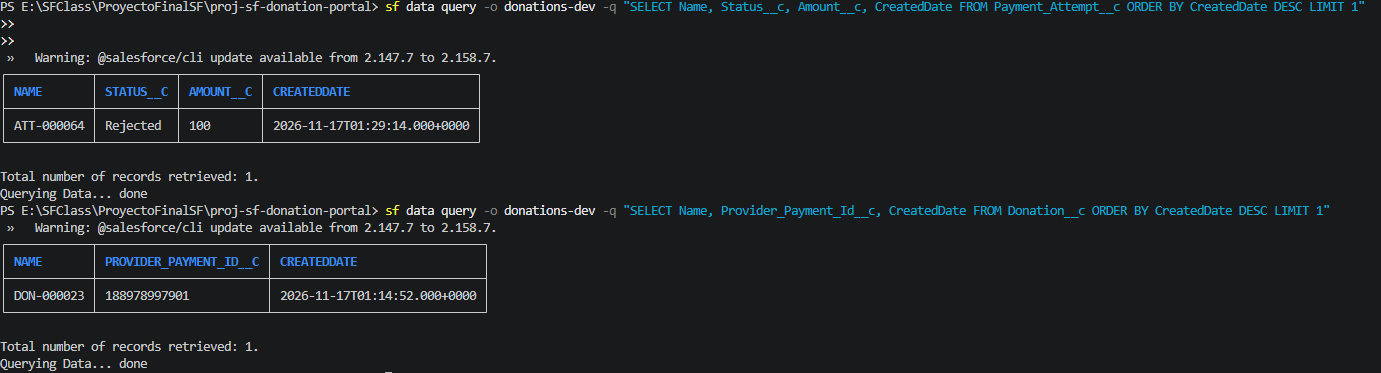 PS E:\SFClass\ProyectoFinalSF\proj-sf-donation-portal> sf data query -o donations-dev -q "SELECT Name, Status__c, Amount__c, CreatedDate FROM Payment_Attempt__c ORDER BY CreatedDate DESC LIMIT 1"
>>
>>
» Warning: @salesforce/cli update available from 2.147.7 to 2.158.7.
NAME STATUS__C AMOUNT__C CREATEDDATE
ATT-000064 Rejected 100 2026-11-17T01:29:14.000+0000
Total number of records retrieved: 1.
Querying Data... done
PS E:\SFClass\ProyectoFinalSF\proj-sf-donation-portal> sf data query -o donations-dev -q "SELECT Name, Provider_Payment_Id__c, CreatedDate FROM Donation__c ORDER BY CreatedDate DESC LIMIT 1"
» Warning: @salesforce/cli update available from 2.147.7 to 2.158.7.
NAME PROVIDER_PAYMENT_ID__C CREATEDDATE
DON-000023 188978997901 2026-11-17T01:14:52.000+0000
Total number of records retrieved: 1.
Querying Data... done